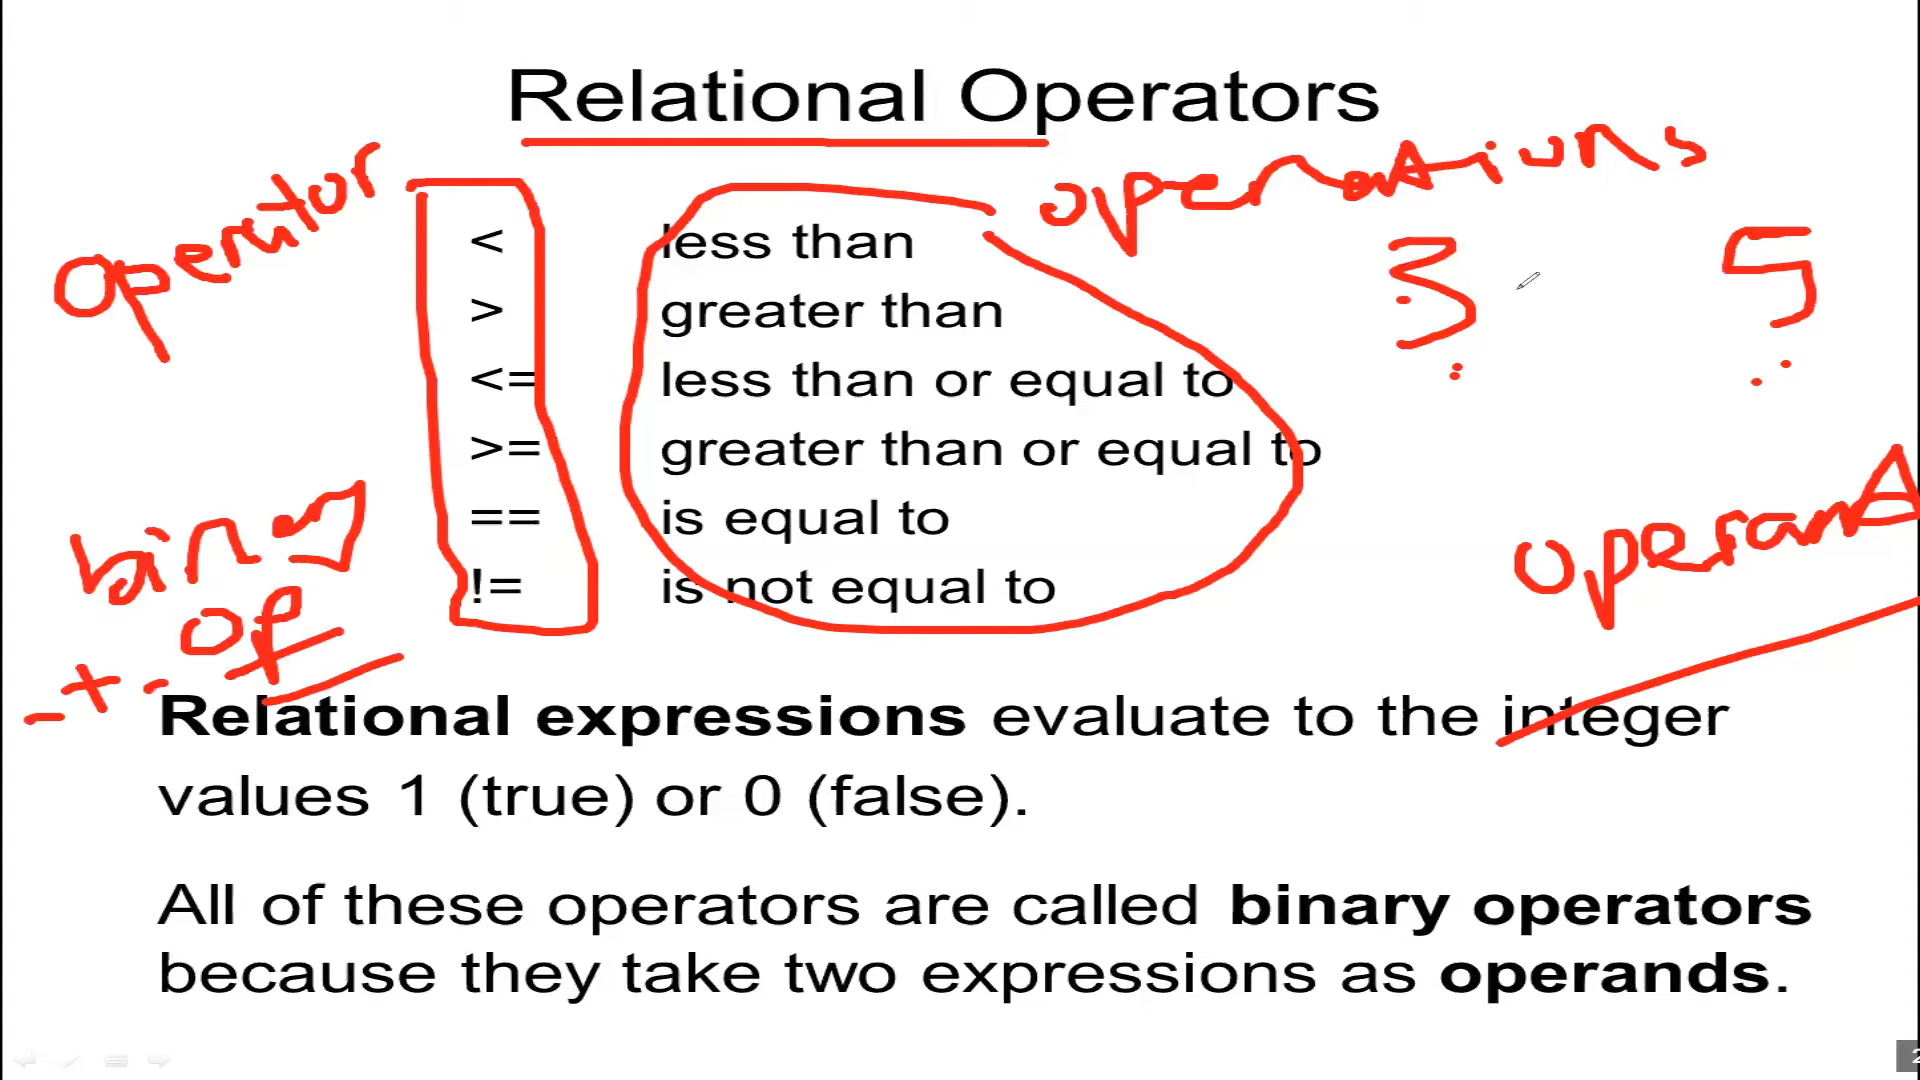 Relational Operators
operator
operations
< less than
> greater than
<= less than or equal to
>= greater than or equal to
== is equal to
!= is not equal to
3 5
binary
op
- + -
operand
Relational expressions evaluate to the integer
values 1 (true) or 0 (false).
All of these operators are called binary operators
because they take two expressions as operands.
2